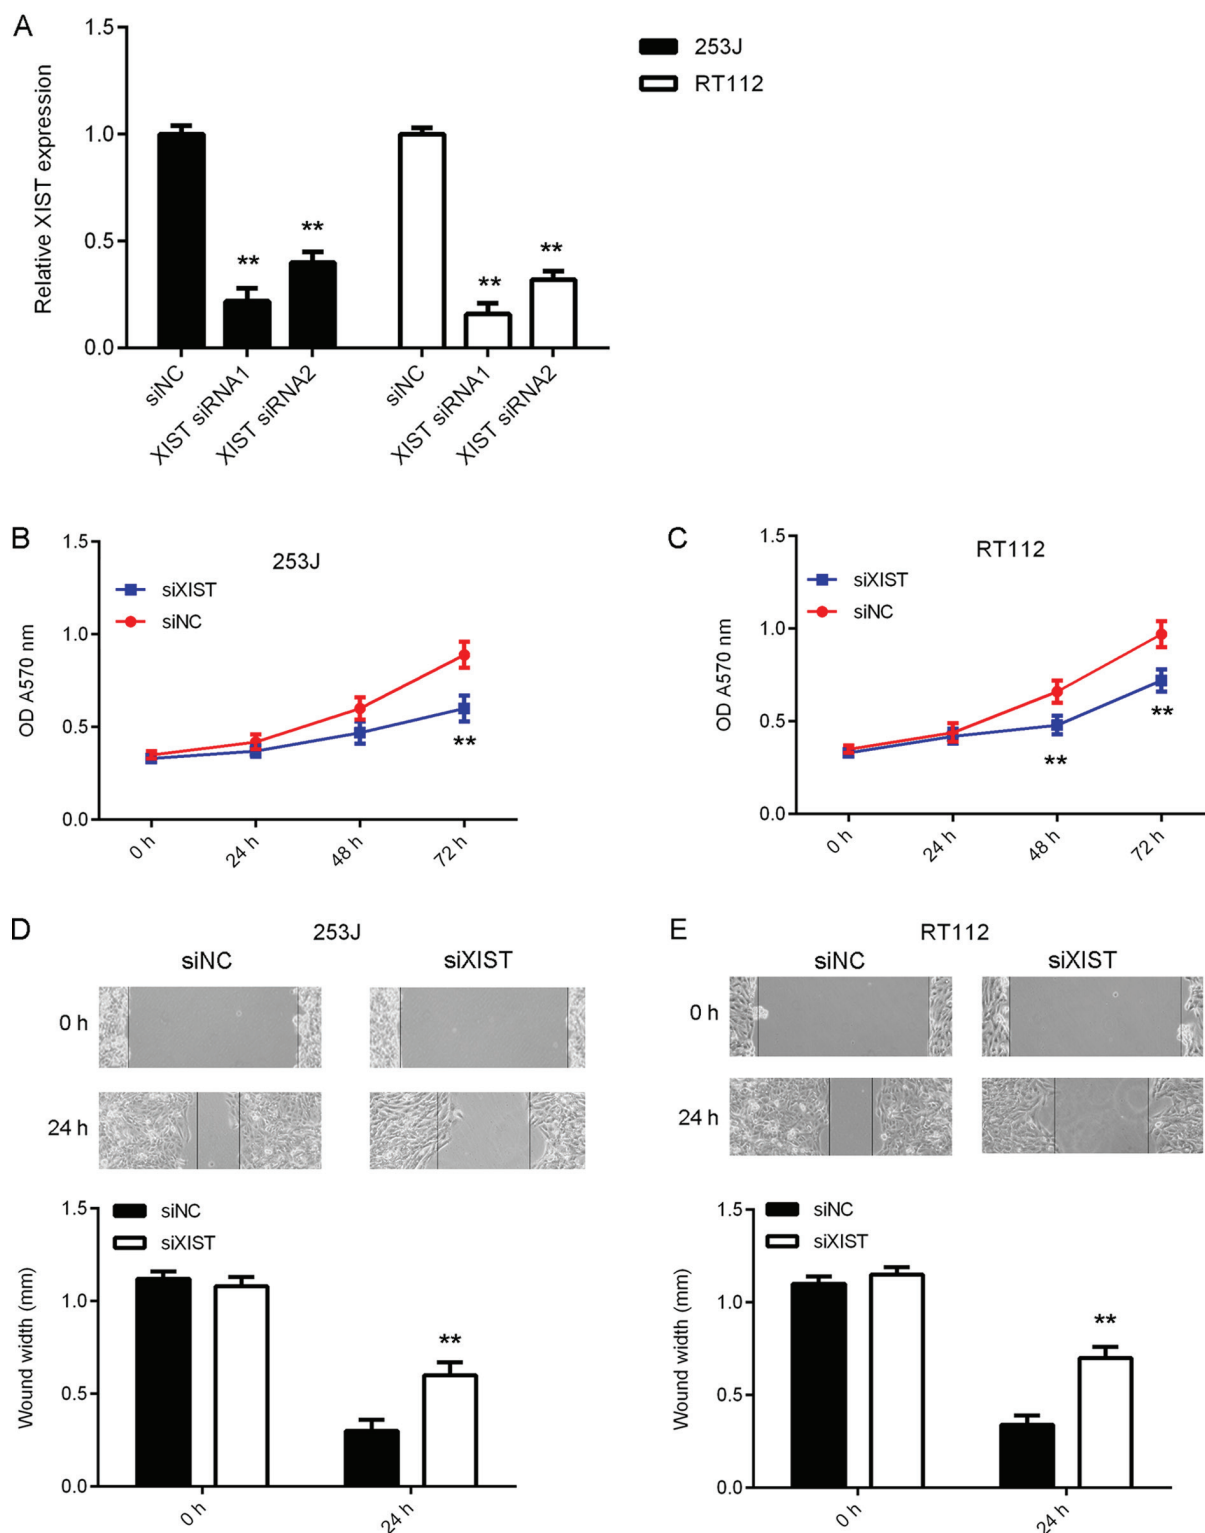 A
1.5
1.0
0.5
0.0
Relative XIST expression
253J
RT112
**
**
**
**
siNC
XIST siRNA1
XIST siRNA2
siNC
XIST siRNA1
XIST siRNA2
B
253J
1.5
1.0
0.5
0.0
OD A570 nm
siXIST
siNC
**
0 h
24 h
48 h
72 h
C
RT112
1.5
1.0
0.5
0.0
OD A570 nm
siXIST
siNC
**
**
0 h
24 h
48 h
72 h
D
253J
siNC
siXIST
0 h
24 h
siNC
siXIST
1.5
1.0
0.5
0.0
Wound width (mm)
**
0 h
24 h
E
RT112
siNC
siXIST
0 h
24 h
siNC
siXIST
1.5
1.0
0.5
0.0
Wound width (mm)
**
0 h
24 h